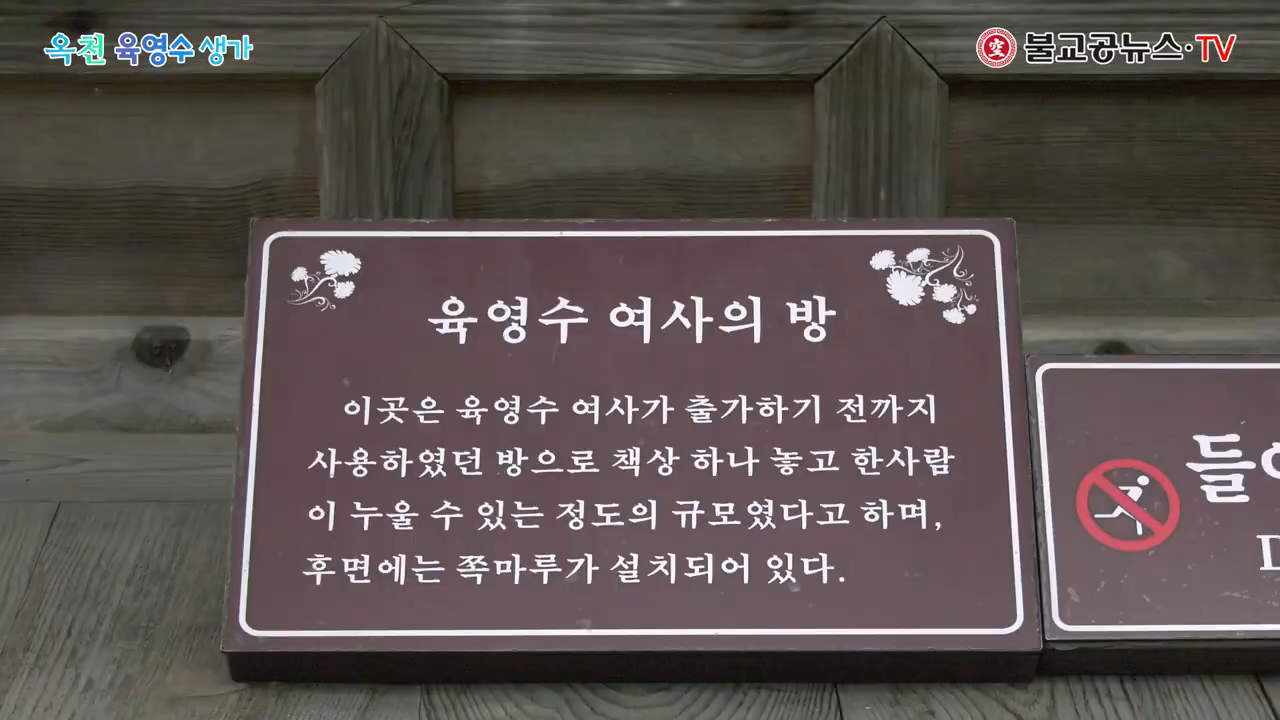 옥천 육영수 생가
空 불교공뉴스·TV
육영수 여사의 방
이곳은 육영수 여사가 출가하기 전까지
사용하였던 방으로 책상 하나 놓고 한사람
이 누울 수 있는 정도의 규모였다고 하며,
후면에는 쪽마루가 설치되어 있다.
들
D